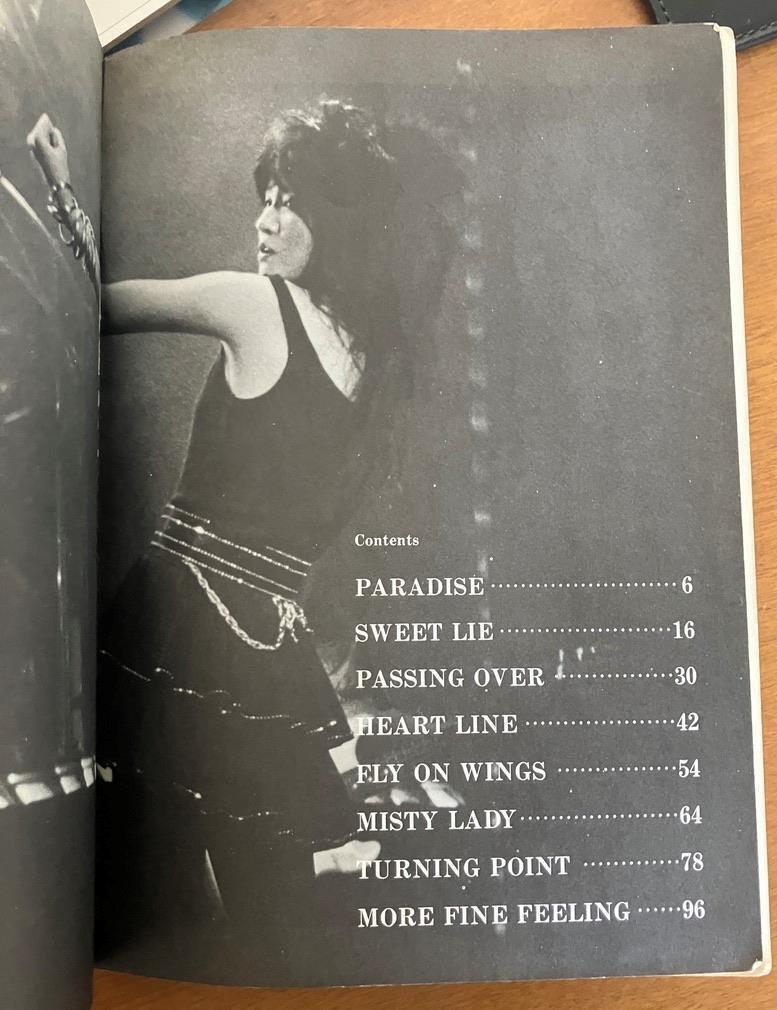 Contents
PARADISE ························ 6
SWEET LIE ······················ 16
PASSING OVER ··············· 30
HEART LINE ··················· 42
FLY ON WINGS ··············· 54
MISTY LADY ····················· 64
TURNING POINT ············· 78
MORE FINE FEELING ······ 96